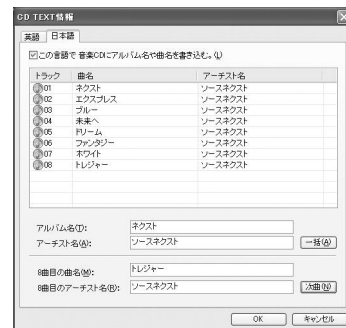 CD TEXT情報
英語 日本語
この言語で 音楽CDにアルバム名や曲名を書き込む。(L)
トラック 曲名 アーチスト名
01 ネクスト ソースネクスト
02 エクスプレス ソースネクスト
03 ブルー ソースネクスト
04 未来へ ソースネクスト
05 ドリーム ソースネクスト
06 ファンタジー ソースネクスト
07 ホワイト ソースネクスト
08 トレジャー ソースネクスト
アルバム名(T): ネクスト
アーチスト名(A): ソースネクスト 一括(A)
8曲目の曲名(M): トレジャー
8曲目のアーチスト名(R): ソースネクスト 次曲(N)
OK キャンセル